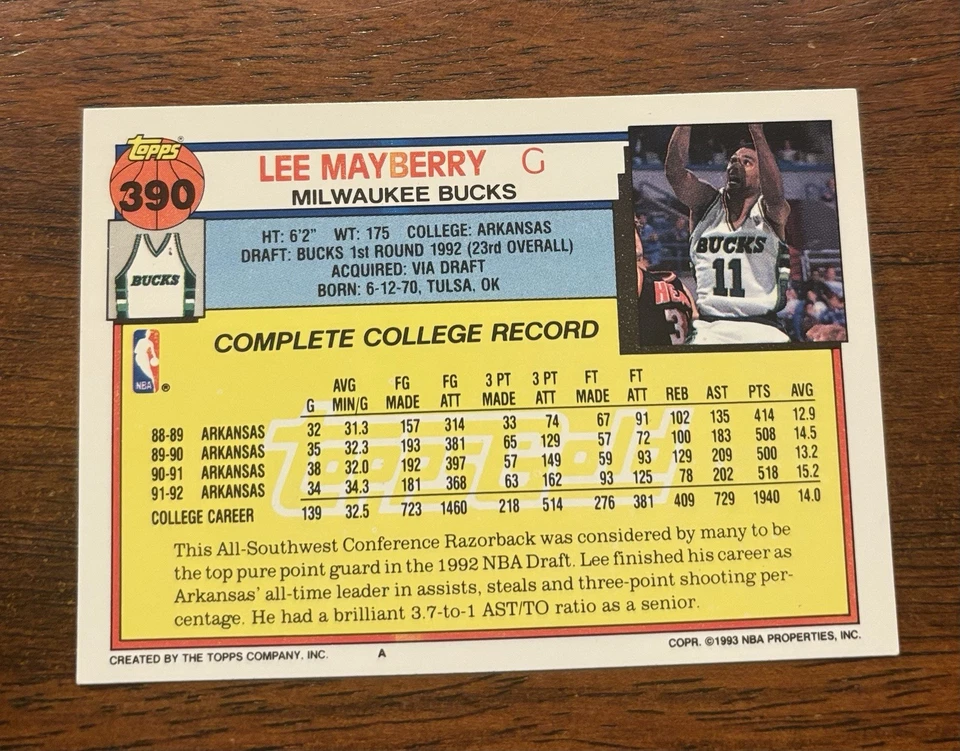 TOPPS
390
LEE MAYBERRY G
MILWAUKEE BUCKS
HT: 6'2" WT: 175 COLLEGE: ARKANSAS
DRAFT: BUCKS 1st ROUND 1992 (23rd OVERALL)
ACQUIRED: VIA DRAFT
BORN: 6-12-70, TULSA, OK
BUCKS
BUCKS
11
HEA
3
NBA ®
COMPLETE COLLEGE RECORD
G AVG MIN/G FG MADE FG ATT 3 PT MADE 3 PT ATT FT MADE FT ATT REB AST PTS AVG
88-89 ARKANSAS 32 31.3 157 314 33 74 67 91 102 135 414 12.9
89-90 ARKANSAS 35 32.3 193 381 65 129 57 72 100 183 508 14.5
90-91 ARKANSAS 38 32.0 192 397 57 149 59 93 129 209 500 13.2
91-92 ARKANSAS 34 34.3 181 368 63 162 93 125 78 202 518 15.2
COLLEGE CAREER 139 32.5 723 1460 218 514 276 381 409 729 1940 14.0
Topps Gold
This All-Southwest Conference Razorback was considered by many to be
the top pure point guard in the 1992 NBA Draft. Lee finished his career as
Arkansas' all-time leader in assists, steals and three-point shooting per-
centage. He had a brilliant 3.7-to-1 AST/TO ratio as a senior.
CREATED BY THE TOPPS COMPANY, INC. A COPR. ©1993 NBA PROPERTIES, INC.